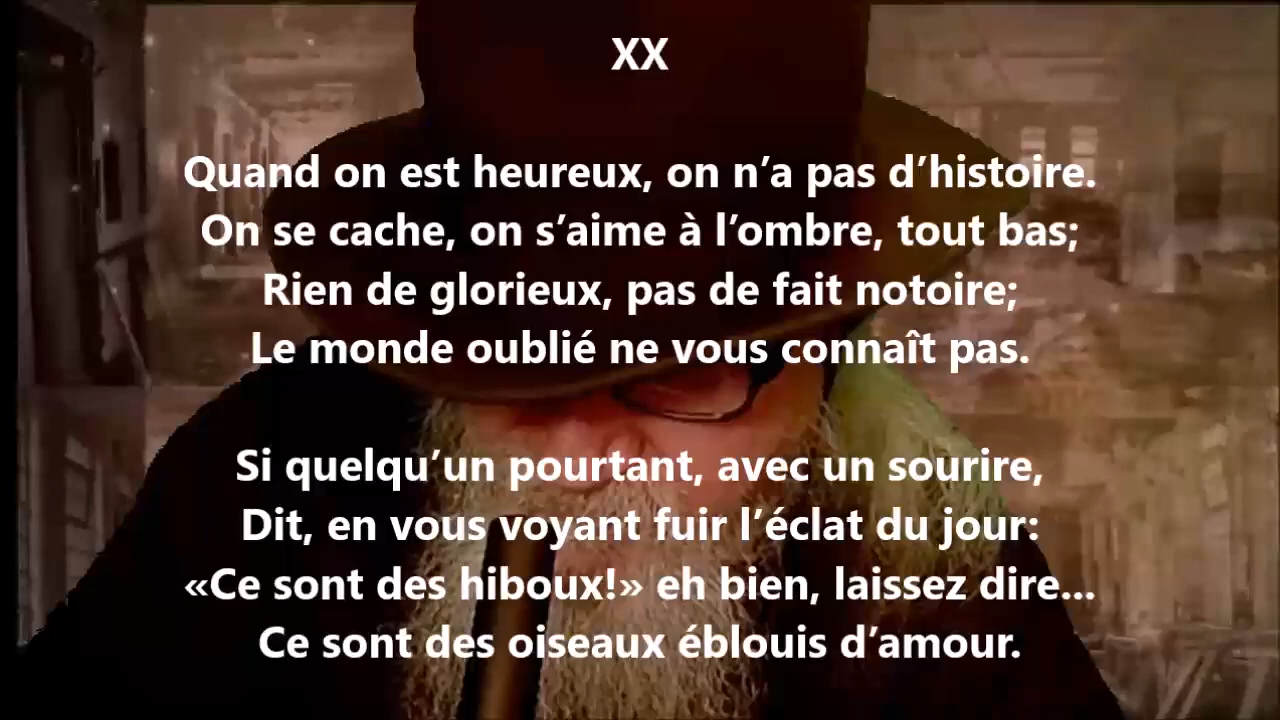 XX
Quand on est heureux, on n’a pas d’histoire.
On se cache, on s’aime à l’ombre, tout bas;
Rien de glorieux, pas de fait notoire;
Le monde oublié ne vous connaît pas.
Si quelqu’un pourtant, avec un sourire,
Dit, en vous voyant fuir l’éclat du jour:
«Ce sont des hiboux!» eh bien, laissez dire...
Ce sont des oiseaux éblouis d’amour.